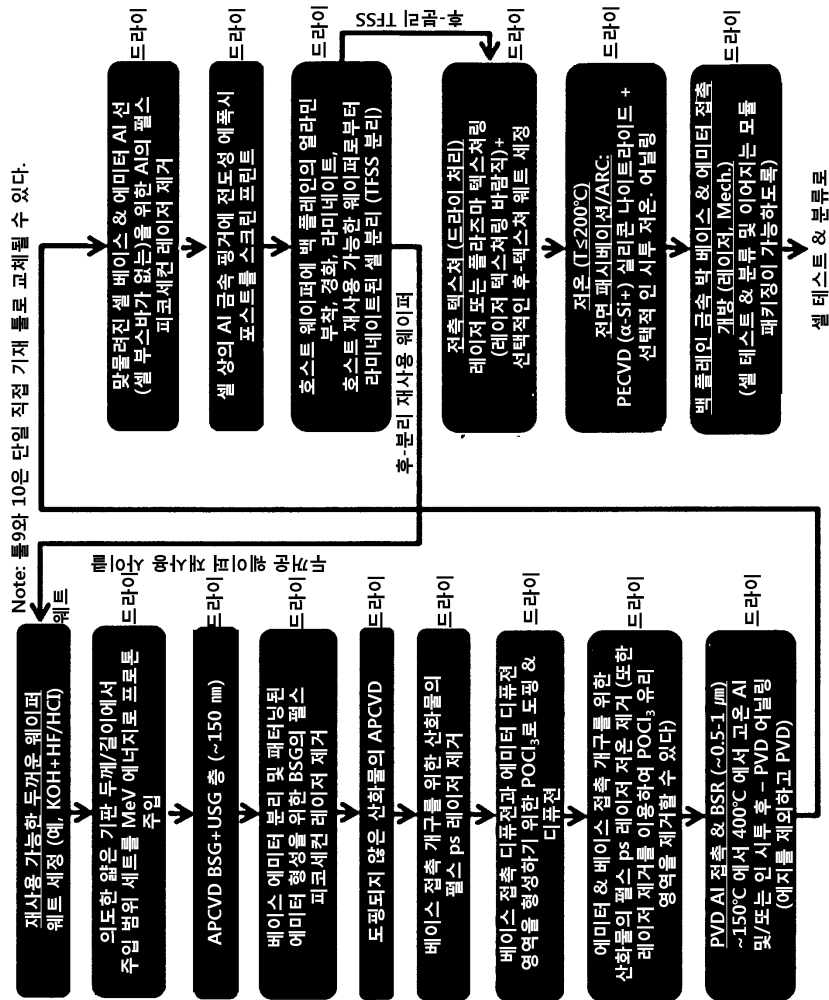 Note: 툴9와 10은 단일 직접 기재 툴로 교체될 수 있다.
웨트
재사용 가능한 두꺼운 웨이퍼
웨트 세정 (예, KOH+HF/HCl)
드라이
의도한 얇은 기판 두께/길이에서
주입 범위 세트를 MeV 에너지로 프로톤
주입
드라이
APCVD BSG+USG 층 (~150 ㎚)
드라이
베이스 에미터 분리 및 패터닝된
에미터 형성을 위한 BSG의 펄스
피코세컨 레이저 제거
드라이
도핑되지 않은 산화물의 APCVD
드라이
베이스 접촉 개구를 위한 산화물의
펄스 ps 레이저 제거
드라이
베이스 접촉 디퓨젼과 에미터 디퓨젼
영역을 형성하기 위한 POCl₃로 도핑 &
디퓨젼
드라이
에미터 & 베이스 접촉 개구를 위한
산화물의 펄스 ps 레이저 저온 제거 (또한
레이저 제거를 이용하여 POCl₃ 유리
영역을 제거할 수 있다)
드라이
PVD Al 접촉 & BSR (~0.5-1 ㎛)
~150℃ 에서 400℃ 에서 고온 Al
및/또는 인 시투 후 – PVD 어닐링
(에지를 제외하고 PVD)
두꺼운 웨이퍼 재사용 사이클
후-분리 재사용 웨이퍼
드라이
맞물려진 셀 베이스 & 에미터 Al 선
(셀 부스바가 없는)을 위한 Al의 펄스
피코세컨 레이저 제거
드라이
셀 상의 Al 금속 핑거에 전도성 에폭시
포스트를 스크린 프린트
드라이
호스트 웨이퍼에 백 플레인의 얼라민
부착, 경화, 라미네이트,
호스트 재사용 가능한 웨이퍼로부터
라미네이트된 셀 분리 (TFSS 분리)
후-분리 TFSS
드라이
전측 텍스쳐 (드라이 처리)
레이저 또는 플라즈마 텍스쳐링
(레이저 텍스쳐링 바람직)+
선택적인 후-텍스쳐 웨트 세정
드라이
저온 (T≤200℃)
전면 패시베이션/ARC:
PECVD (α-Si+) 실리콘 나이트라이드 +
선택적 인 시투 저온. 어닐링
드라이
백 플레인 금속 박 베이스 & 에미터 접촉
개방 (레이저, Mech.)
(셀 테스트 & 분류 및 이어지는 모듈
패키징이 가능하도록)
셀 테스트 & 분류로